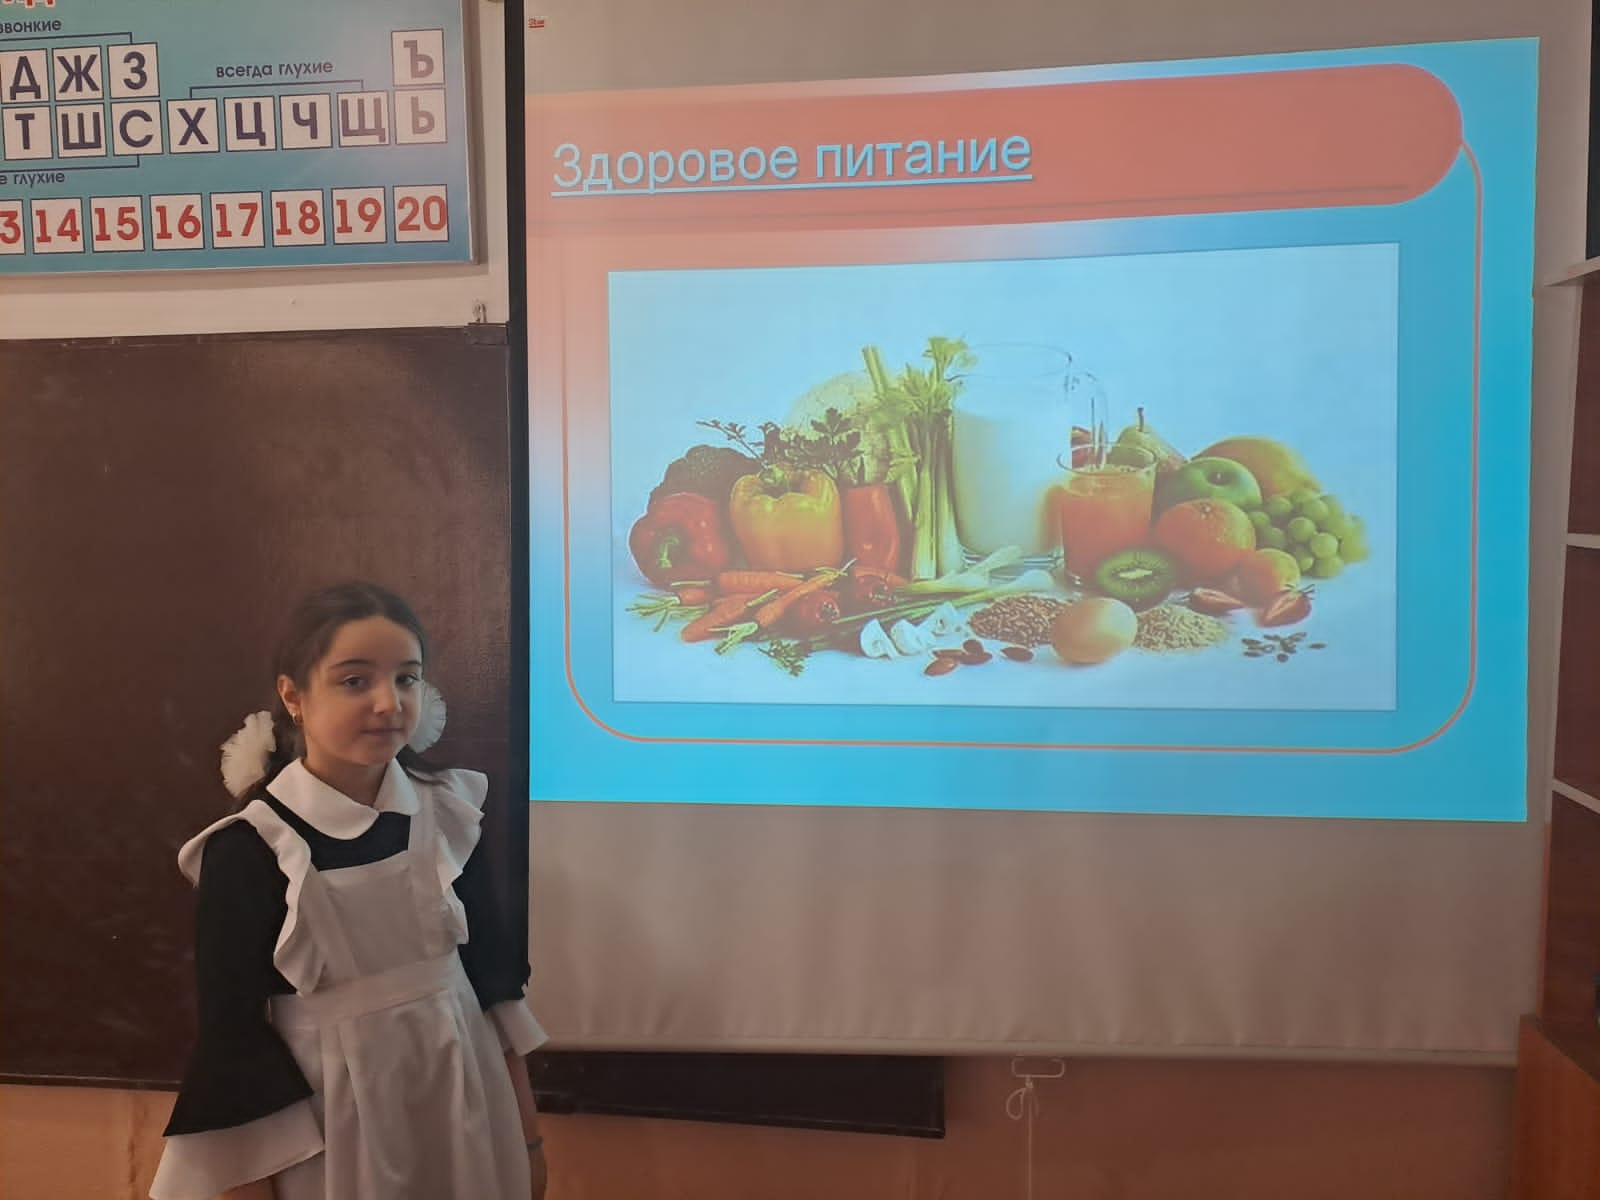 звонкие
Д Ж З
всегда глухие
Ъ
Т Ш С Х Ц Ч Щ Ь
е глухие
3 14 15 16 17 18 19 20
Здоровое питание